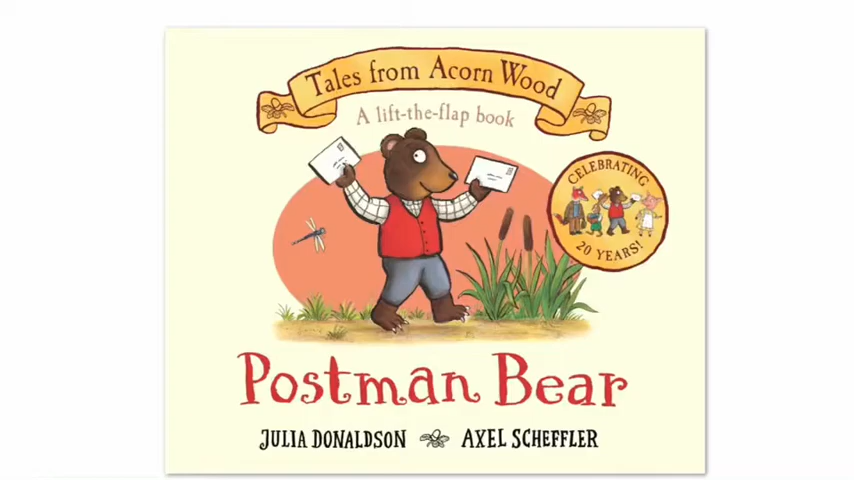 Tales from Acorn Wood
A lift-the-flap book
CELEBRATING
20 YEARS!
Postman Bear
JULIA DONALDSON AXEL SCHEFFLER